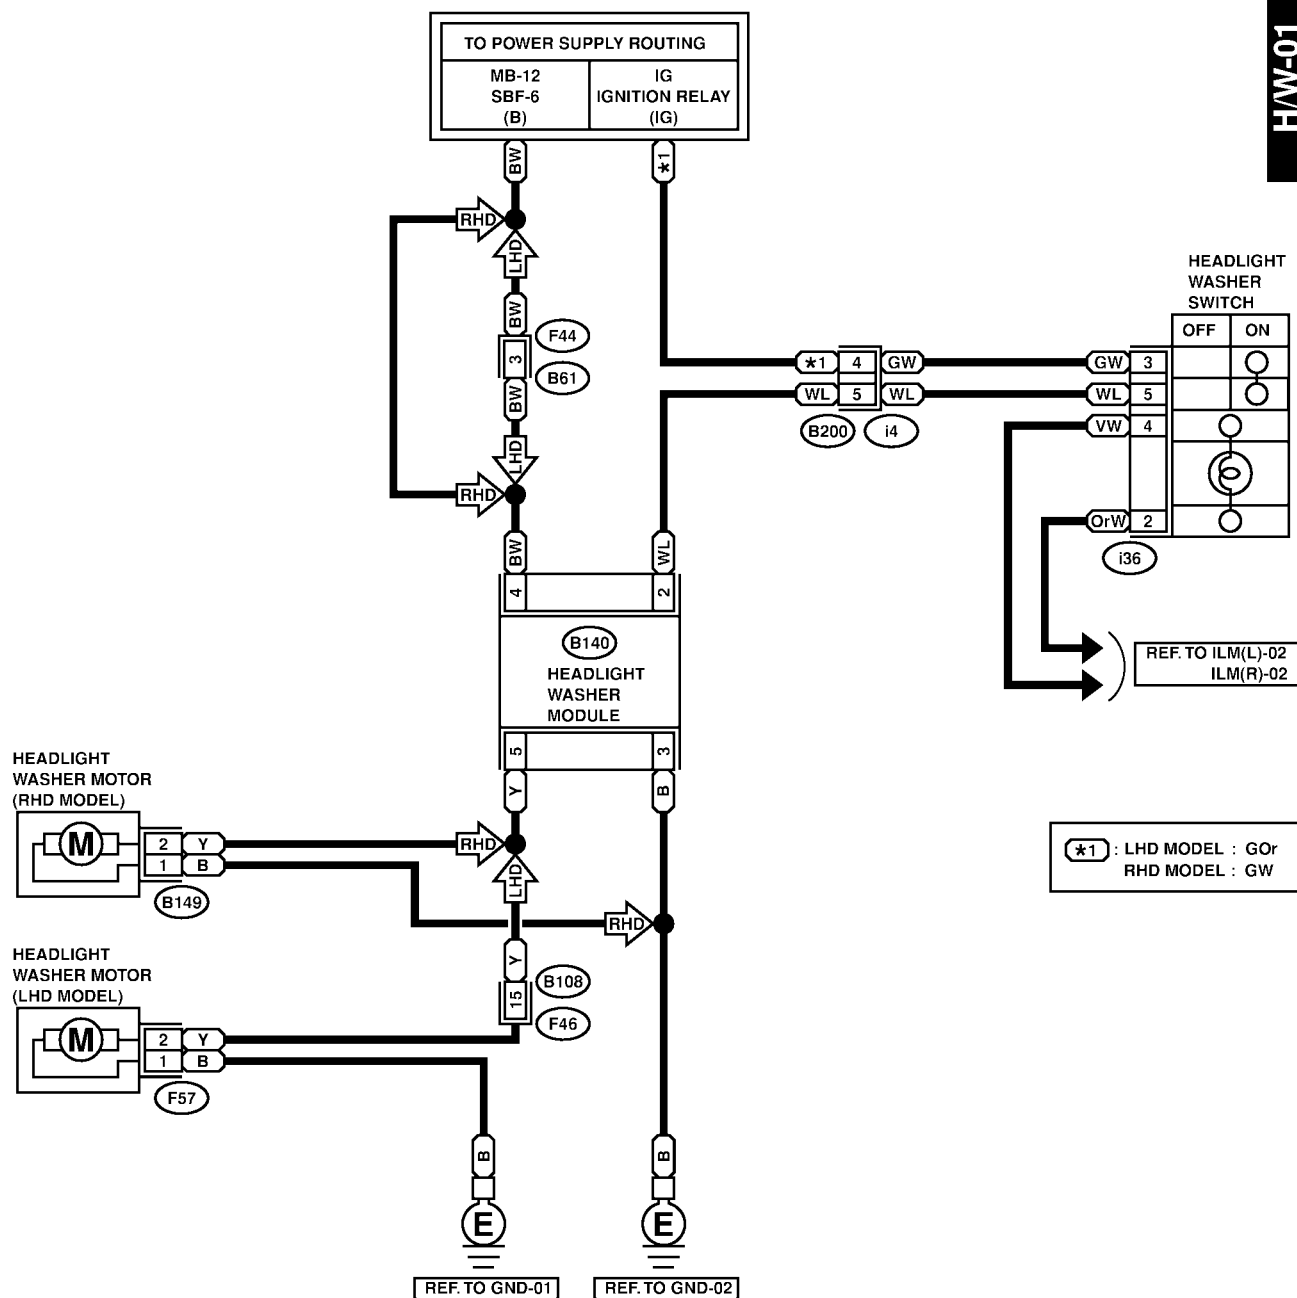 H/W-01
TO POWER SUPPLY ROUTING
MB-12
SBF-6
(B)
IG
IGNITION RELAY
(IG)
BW
*1
RHD
LHD
BW
F44
3
B61
BW
LHD
RHD
BW
WL
HEADLIGHT
WASHER
SWITCH
OFF
ON
*1
4
GW
GW
3
WL
5
WL
WL
5
B200
i4
VW
4
OrW
2
i36
4
2
B140
HEADLIGHT
WASHER
MODULE
5
3
REF. TO ILM(L)-02
ILM(R)-02
Y
B
HEADLIGHT
WASHER MOTOR
(RHD MODEL)
M
2
Y
1
B
B149
RHD
LHD
RHD
*1 : LHD MODEL : GOr
RHD MODEL : GW
HEADLIGHT
WASHER MOTOR
(LHD MODEL)
M
2
Y
1
B
F57
Y
B108
15
F46
B
B
E
E
REF. TO GND-01
REF. TO GND-02